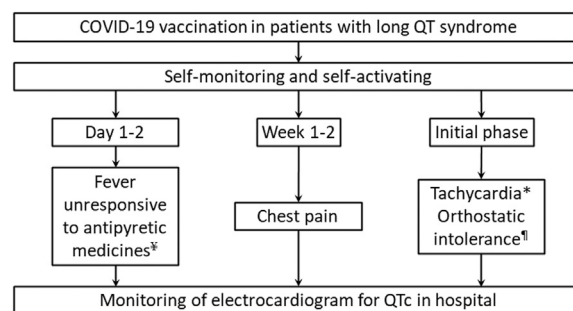 COVID-19 vaccination in patients with long QT syndrome
Self-monitoring and self-activating
Day 1-2
Week 1-2
Initial phase
Fever
unresponsive
to antipyretic
medicines¥
Chest pain
Tachycardia*
Orthostatic
intolerance¶
Monitoring of electrocardiogram for QTc in hospital